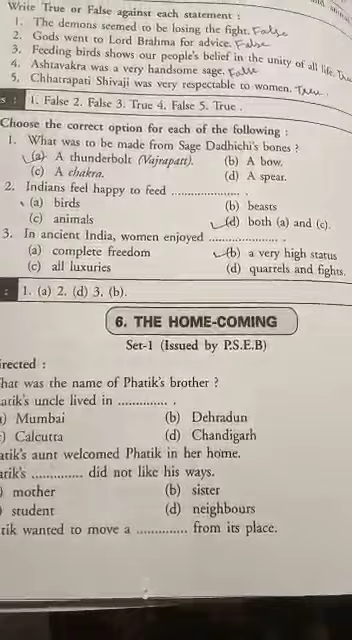 Write True or False against each statement :
1. The demons seemed to be losing the fight. False
2. Gods went to Lord Brahma for advice. False
3. Feeding birds shows our people's belief in the unity of all life. True
4. Ashtavakra was a very handsome sage. False
5. Chhatrapati Shivaji was very respectable to women. True.
s : 1. False 2. False 3. True 4. False 5. True .
Choose the correct option for each of the following :
1. What was to be made from Sage Dadhichi's bones ?
(a) A thunderbolt (Vajrapatt). (b) A bow.
(c) A chakra. (d) A spear.
2. Indians feel happy to feed .................... .
(a) birds (b) beasts
(c) animals (d) both (a) and (c).
3. In ancient India, women enjoyed .................... .
(a) complete freedom (b) a very high status
(c) all luxuries (d) quarrels and fights.
: 1. (a) 2. (d) 3. (b).
6. THE HOME-COMING
Set-1 (Issued by P.S.E.B)
irected :
hat was the name of Phatik's brother ?
atik's uncle lived in ............. .
) Mumbai (b) Dehradun
) Calcutta (d) Chandigarh
atik's aunt welcomed Phatik in her home.
atik's ............. did not like his ways.
) mother (b) sister
) student (d) neighbours
tik wanted to move a ............. from its place.